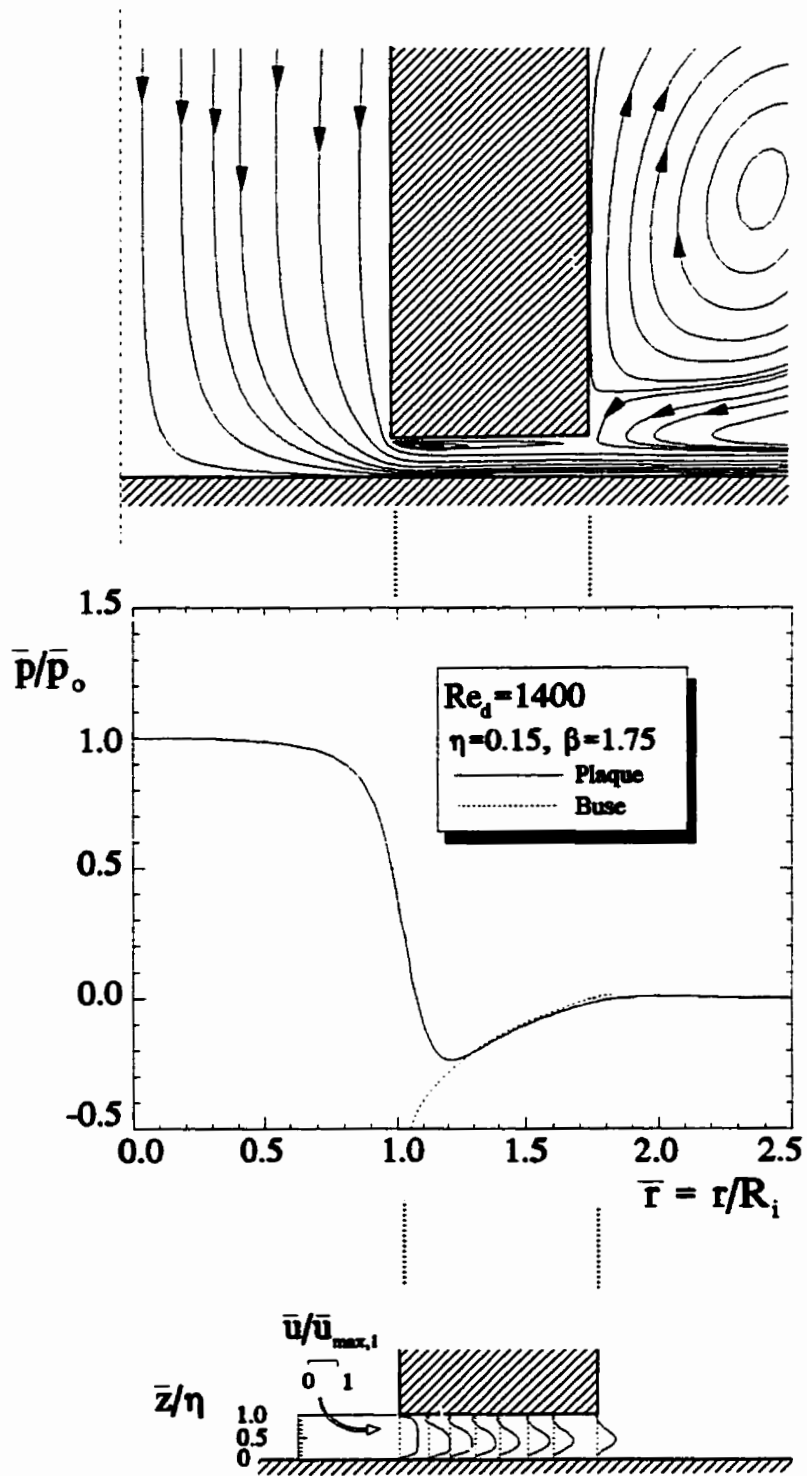 1.5
p̄/p̄ₒ
1.0
0.5
0.0
-0.5
Re_d=1400
η=0.15, β=1.75
Plaque
Buse
0.0 0.5 1.0 1.5 2.0 2.5
r̄ = r/R_i
ū/ū_max,i
0 1
z̄/η
1.0
0.5
0